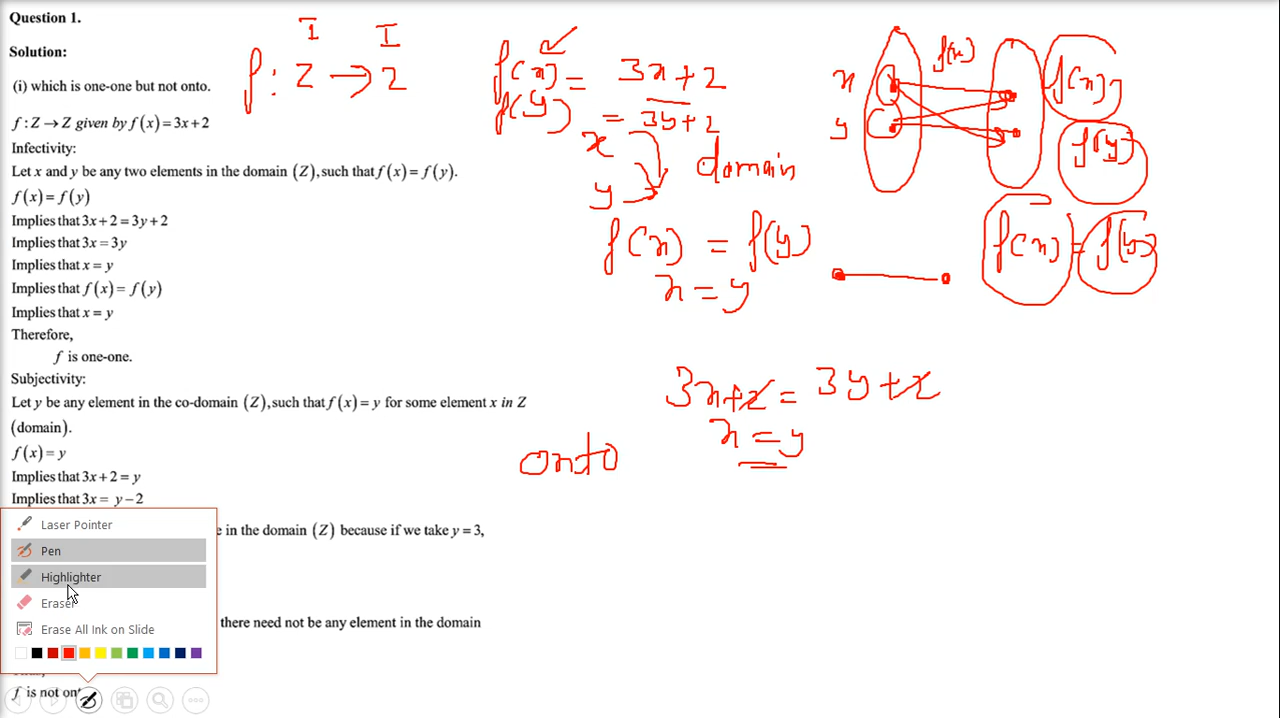 Question 1.
Solution:
(i) which is one-one but not onto.
f : Z → Z given by f(x) = 3x + 2
Infectivity:
Let x and y be any two elements in the domain (Z), such that f(x) = f(y).
f(x) = f(y)
Implies that 3x + 2 = 3y + 2
Implies that 3x = 3y
Implies that x = y
Implies that f(x) = f(y)
Implies that x = y
Therefore,
f is one-one.
Subjectivity:
Let y be any element in the co-domain (Z), such that f(x) = y for some element x in Z
(domain).
f(x) = y
Implies that 3x + 2 = y
Implies that 3x = y − 2
in the domain (Z) because if we take y = 3,
there need not be any element in the domain
f is not
I I
f : Z → Z
f(x) = 3x + 2
f(y) = 3y + 2
x
y
domain
f(x) = f(y)
x = y
f(x)
x
y
f(x)
f(y)
f(x) = f(y)
3x + 2 = 3y + 2
x = y
onto
Laser Pointer
Pen
Highlighter
Eraser
Erase All Ink on Slide